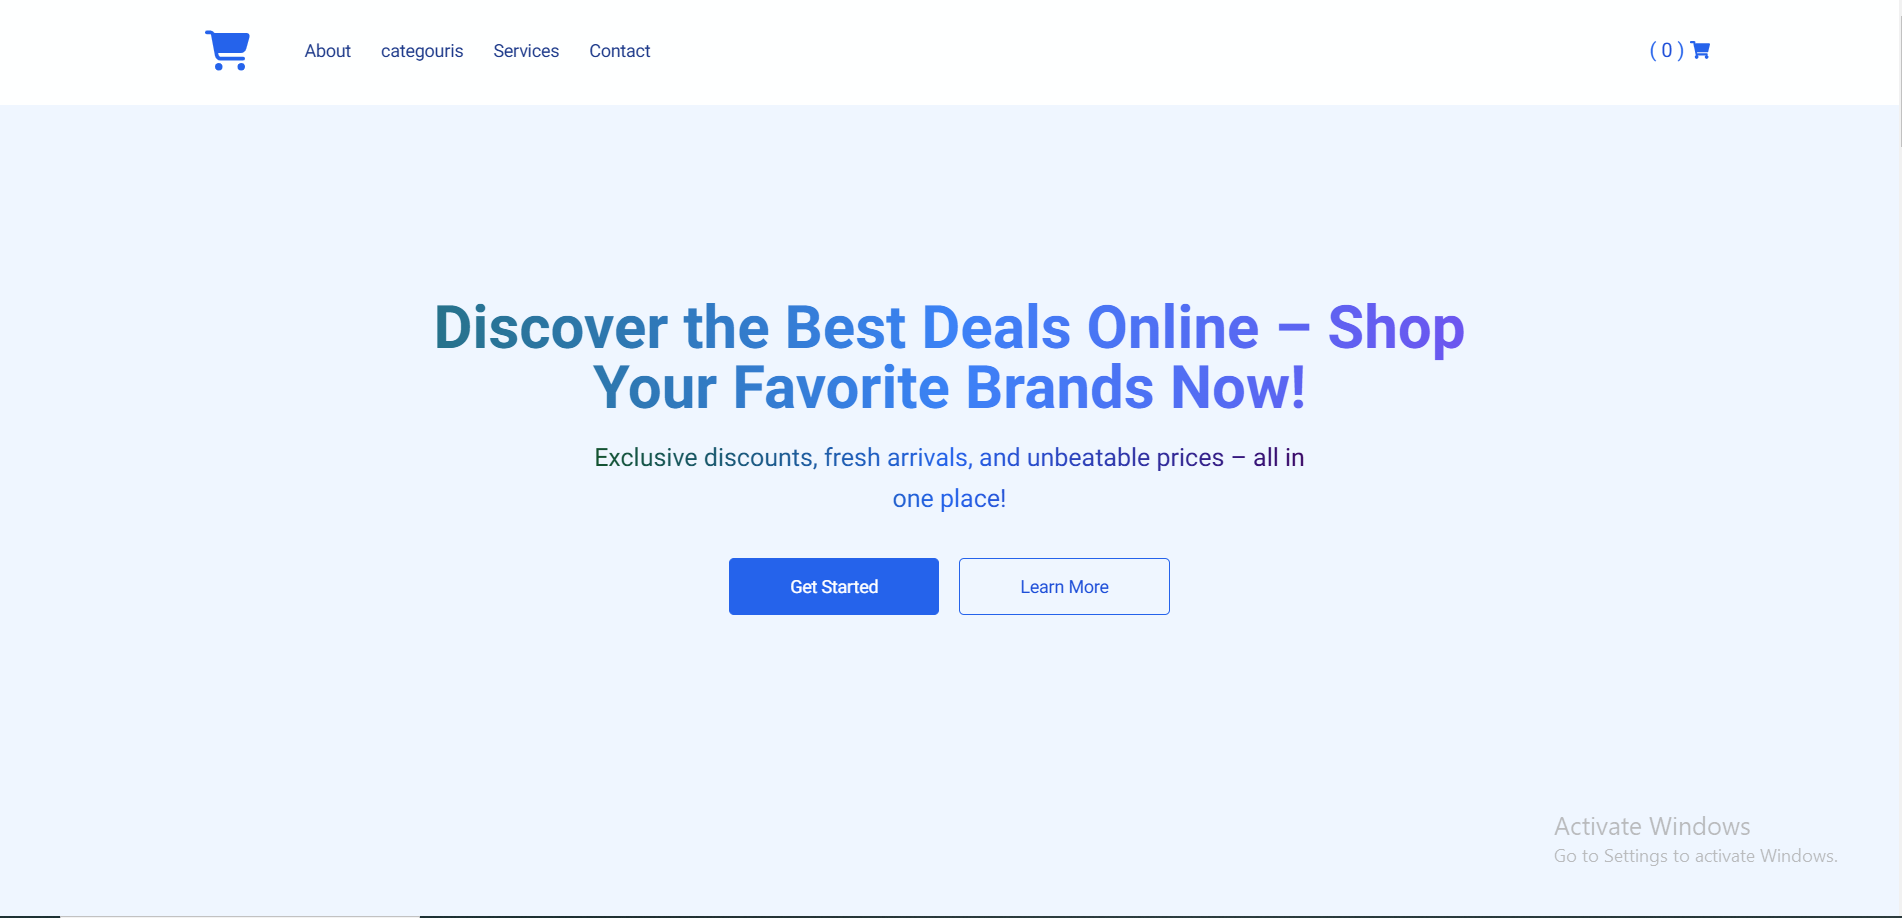 About categouris Services Contact ( 0 )
Discover the Best Deals Online – Shop
Your Favorite Brands Now!
Exclusive discounts, fresh arrivals, and unbeatable prices – all in
one place!
Get Started Learn More
Activate Windows
Go to Settings to activate Windows.